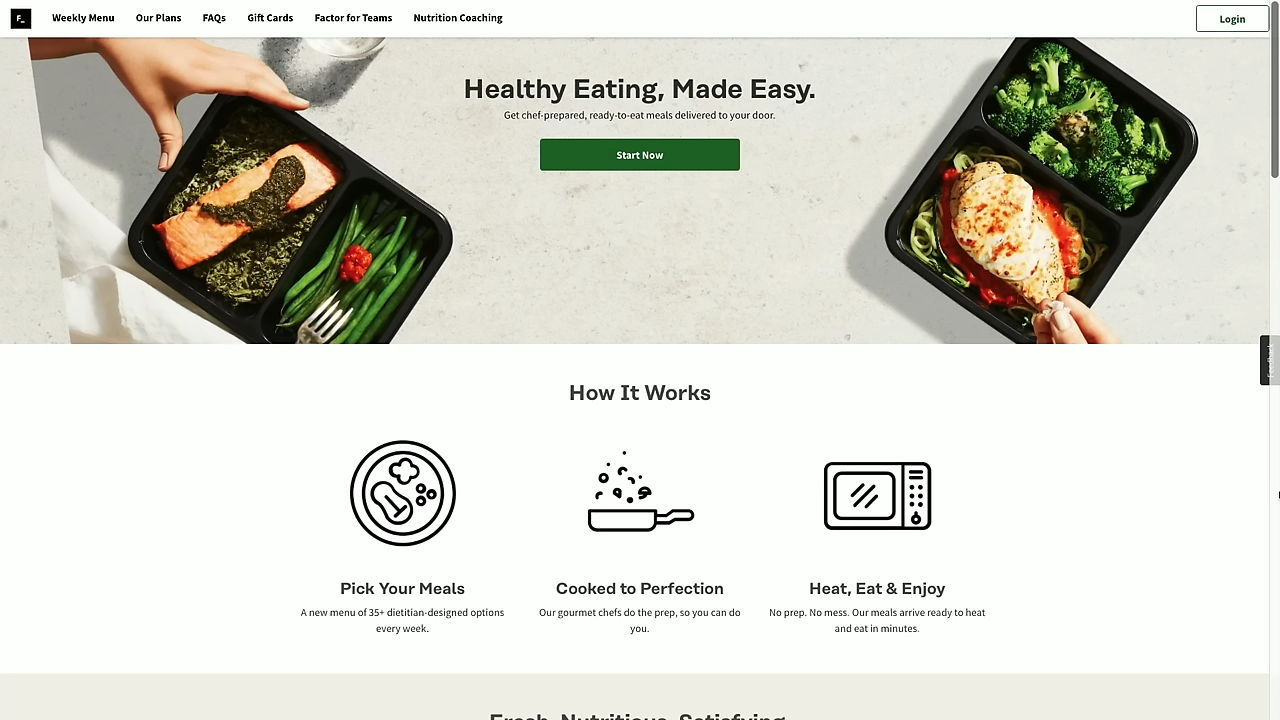 F_
Weekly Menu
Our Plans
FAQs
Gift Cards
Factor for Teams
Nutrition Coaching
Login
Healthy Eating, Made Easy.
Get chef-prepared, ready-to-eat meals delivered to your door.
Start Now
How It Works
Pick Your Meals
A new menu of 35+ dietitian-designed options
every week.
Cooked to Perfection
Our gourmet chefs do the prep, so you can do
you.
Heat, Eat & Enjoy
No prep. No mess. Our meals arrive ready to heat
and eat in minutes.
Fresh, Nutritious, Satisfying